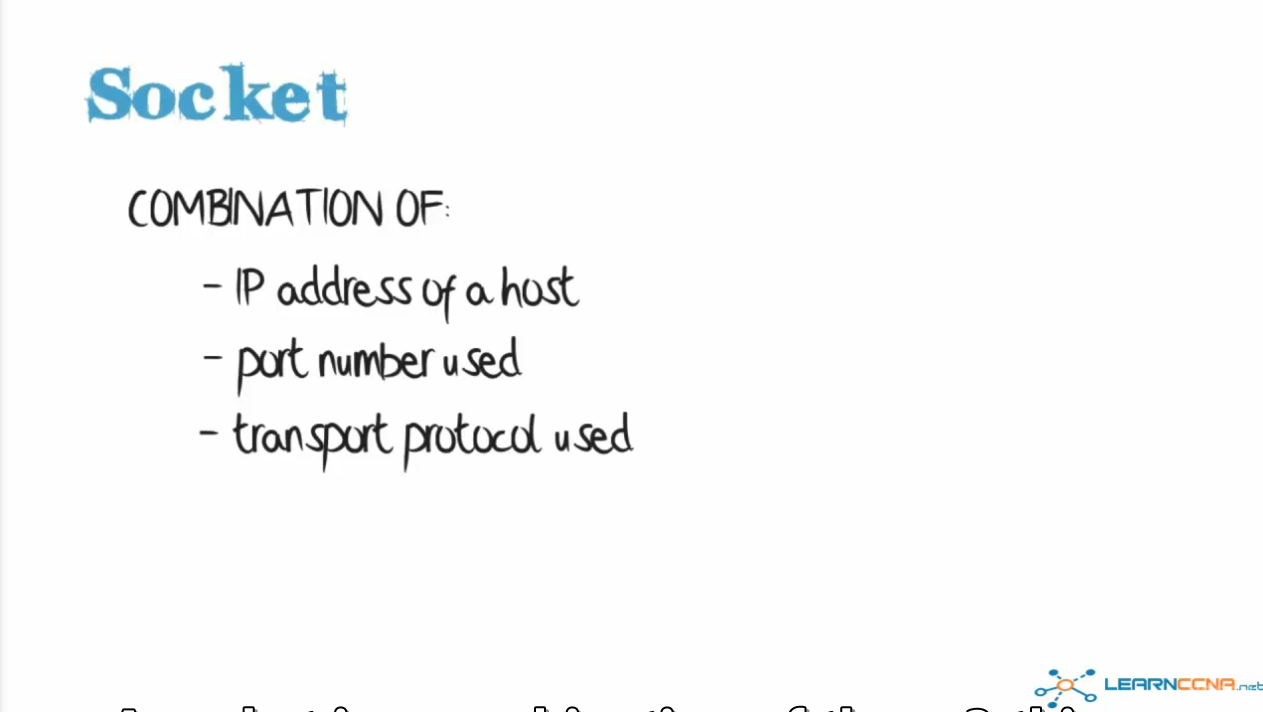 Socket
COMBINATION OF:
- IP address of a host
- port number used
- transport protocol used
LEARNCCNA.net